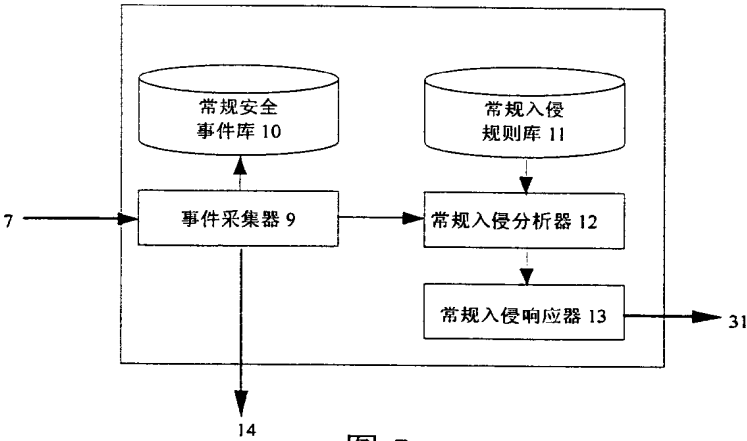 常规安全
事件库 10
常规入侵
规则库 11
7
事件采集器 9
常规入侵分析器 12
常规入侵响应器 13
31
14
图